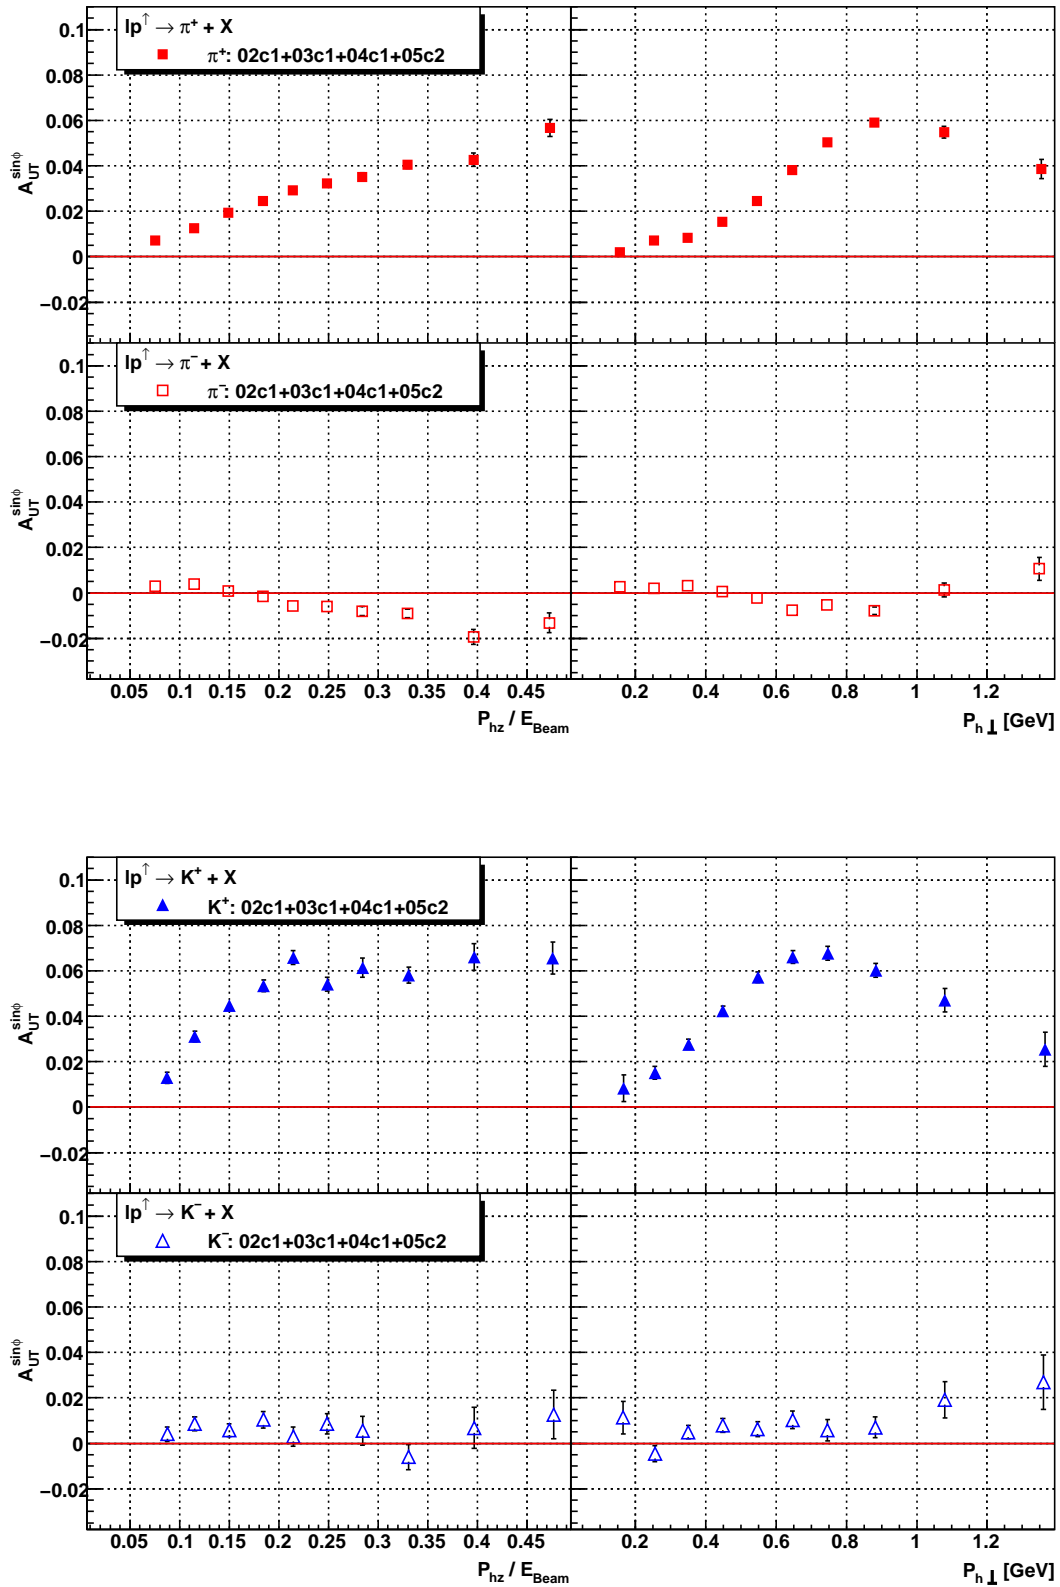 lp↑ → π⁺ + X
π⁺: 02c1+03c1+04c1+05c2
0.1
0.08
0.06
0.04
0.02
0
−0.02
A_UT^sinϕ
lp↑ → π⁻ + X
π⁻: 02c1+03c1+04c1+05c2
0.1
0.08
0.06
0.04
0.02
0
−0.02
A_UT^sinϕ
0.05 0.1 0.15 0.2 0.25 0.3 0.35 0.4 0.45
0.2 0.4 0.6 0.8 1 1.2
P_hz / E_Beam
P_h⊥ [GeV]
lp↑ → K⁺ + X
K⁺: 02c1+03c1+04c1+05c2
0.1
0.08
0.06
0.04
0.02
0
−0.02
A_UT^sinϕ
lp↑ → K⁻ + X
K⁻: 02c1+03c1+04c1+05c2
0.1
0.08
0.06
0.04
0.02
0
−0.02
A_UT^sinϕ
0.05 0.1 0.15 0.2 0.25 0.3 0.35 0.4 0.45
0.2 0.4 0.6 0.8 1 1.2
P_hz / E_Beam
P_h⊥ [GeV]